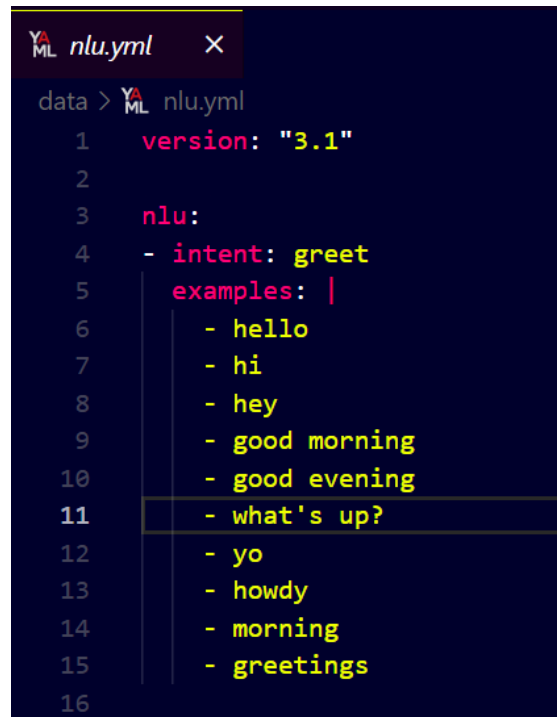 YAML nlu.yml ×
data > YAML nlu.yml
1 version: "3.1"
2
3 nlu:
4 - intent: greet
5   examples: |
6     - hello
7     - hi
8     - hey
9     - good morning
10     - good evening
11     - what's up?
12     - yo
13     - howdy
14     - morning
15     - greetings
16